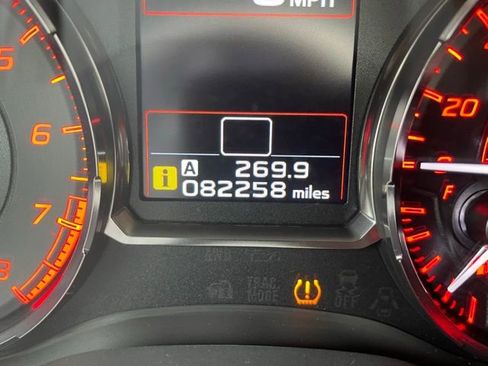 MPH
5
6
7
8
20
F
A 269.9
i 082258 miles
TRAC
MODE
OFF